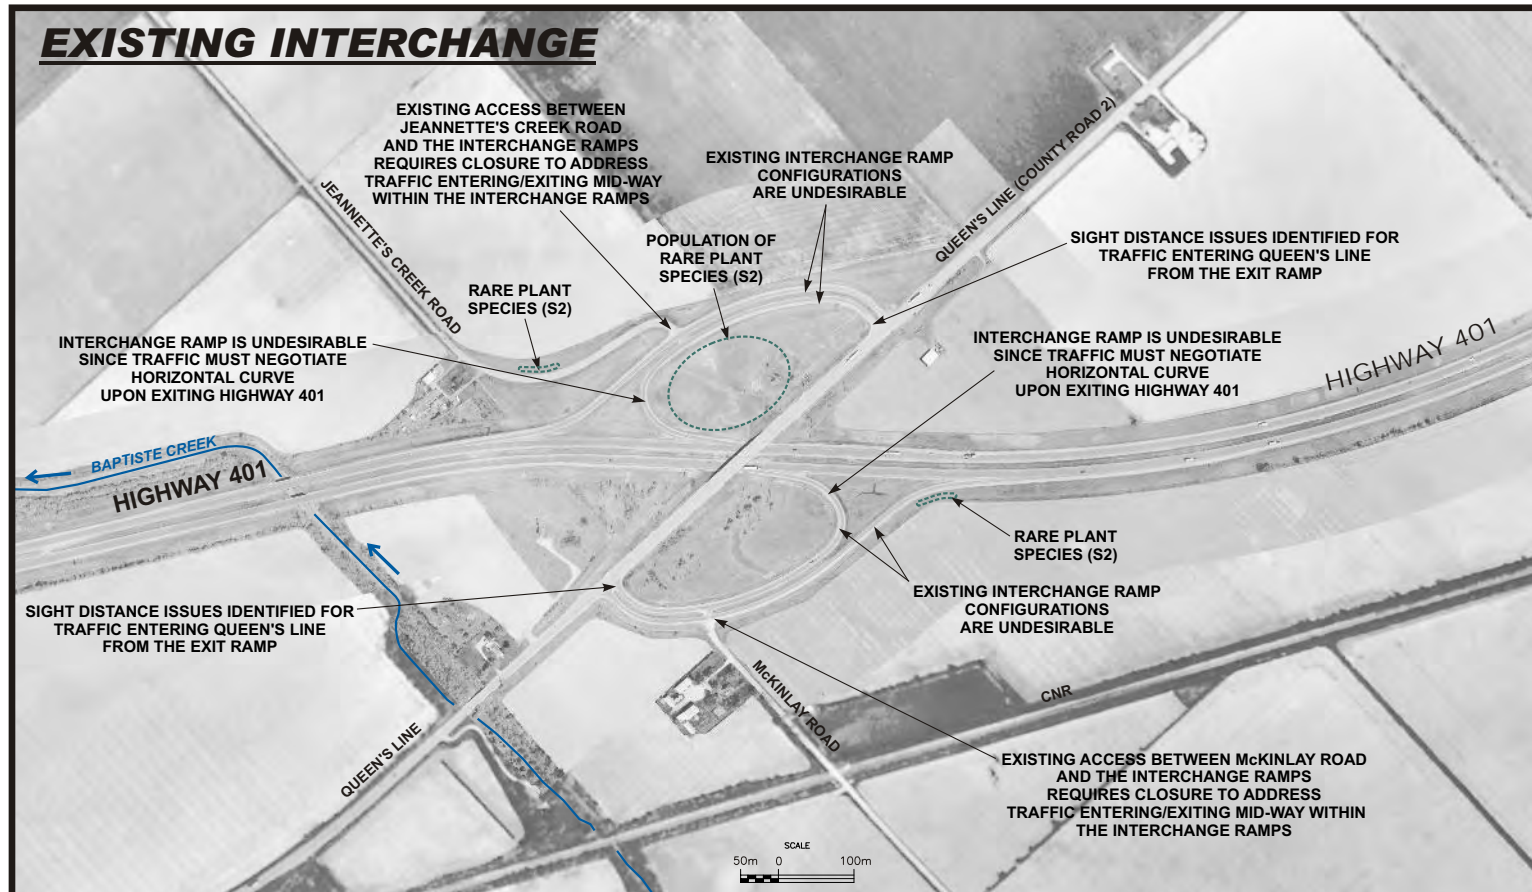 EXISTING INTERCHANGE
EXISTING ACCESS BETWEEN
JEANNETTE'S CREEK ROAD
AND THE INTERCHANGE RAMPS
REQUIRES CLOSURE TO ADDRESS
TRAFFIC ENTERING/EXITING MID-WAY
WITHIN THE INTERCHANGE RAMPS
EXISTING INTERCHANGE RAMP
CONFIGURATIONS
ARE UNDESIRABLE
QUEEN'S LINE (COUNTY ROAD 2)
JEANNETTE'S CREEK ROAD
POPULATION OF
RARE PLANT
SPECIES (S2)
SIGHT DISTANCE ISSUES IDENTIFIED FOR
TRAFFIC ENTERING QUEEN'S LINE
FROM THE EXIT RAMP
RARE PLANT
SPECIES (S2)
INTERCHANGE RAMP IS UNDESIRABLE
SINCE TRAFFIC MUST NEGOTIATE
HORIZONTAL CURVE
UPON EXITING HIGHWAY 401
INTERCHANGE RAMP IS UNDESIRABLE
SINCE TRAFFIC MUST NEGOTIATE
HORIZONTAL CURVE
UPON EXITING HIGHWAY 401
HIGHWAY 401
BAPTISTE CREEK
HIGHWAY 401
RARE PLANT
SPECIES (S2)
EXISTING INTERCHANGE RAMP
CONFIGURATIONS
ARE UNDESIRABLE
SIGHT DISTANCE ISSUES IDENTIFIED FOR
TRAFFIC ENTERING QUEEN'S LINE
FROM THE EXIT RAMP
McKINLAY ROAD
CNR
QUEEN'S LINE
EXISTING ACCESS BETWEEN McKINLAY ROAD
AND THE INTERCHANGE RAMPS
REQUIRES CLOSURE TO ADDRESS
TRAFFIC ENTERING/EXITING MID-WAY WITHIN
THE INTERCHANGE RAMPS
SCALE
50m 0 100m